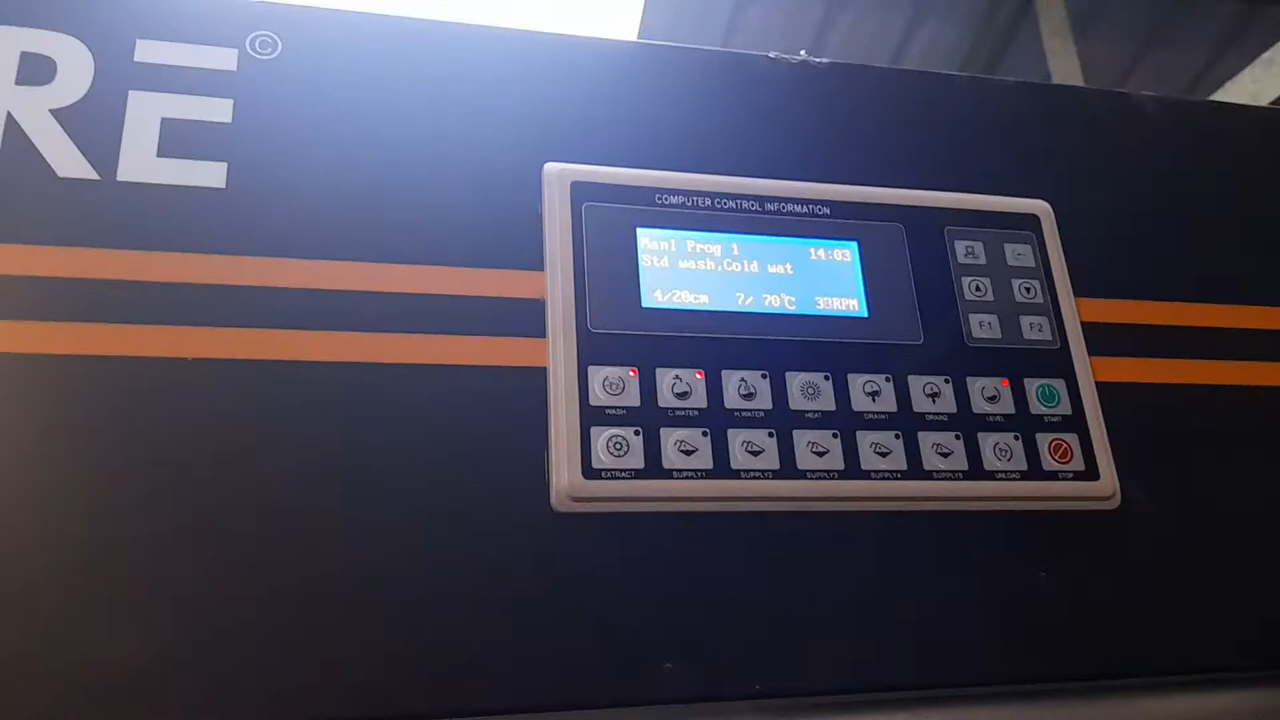 RE ©
COMPUTER CONTROL INFORMATION
Manl Prog 1 14:03
Std wash,Cold wat
4/20cm 7/ 70℃ RPM
F1 F2
WASH C.WATER H.WATER HEAT DRAIN1 DRAIN2 LEVEL START
EXTRACT SUPPLY1 SUPPLY2 SUPPLY3 SUPPLY4 SUPPLY5 UNLOAD STOP